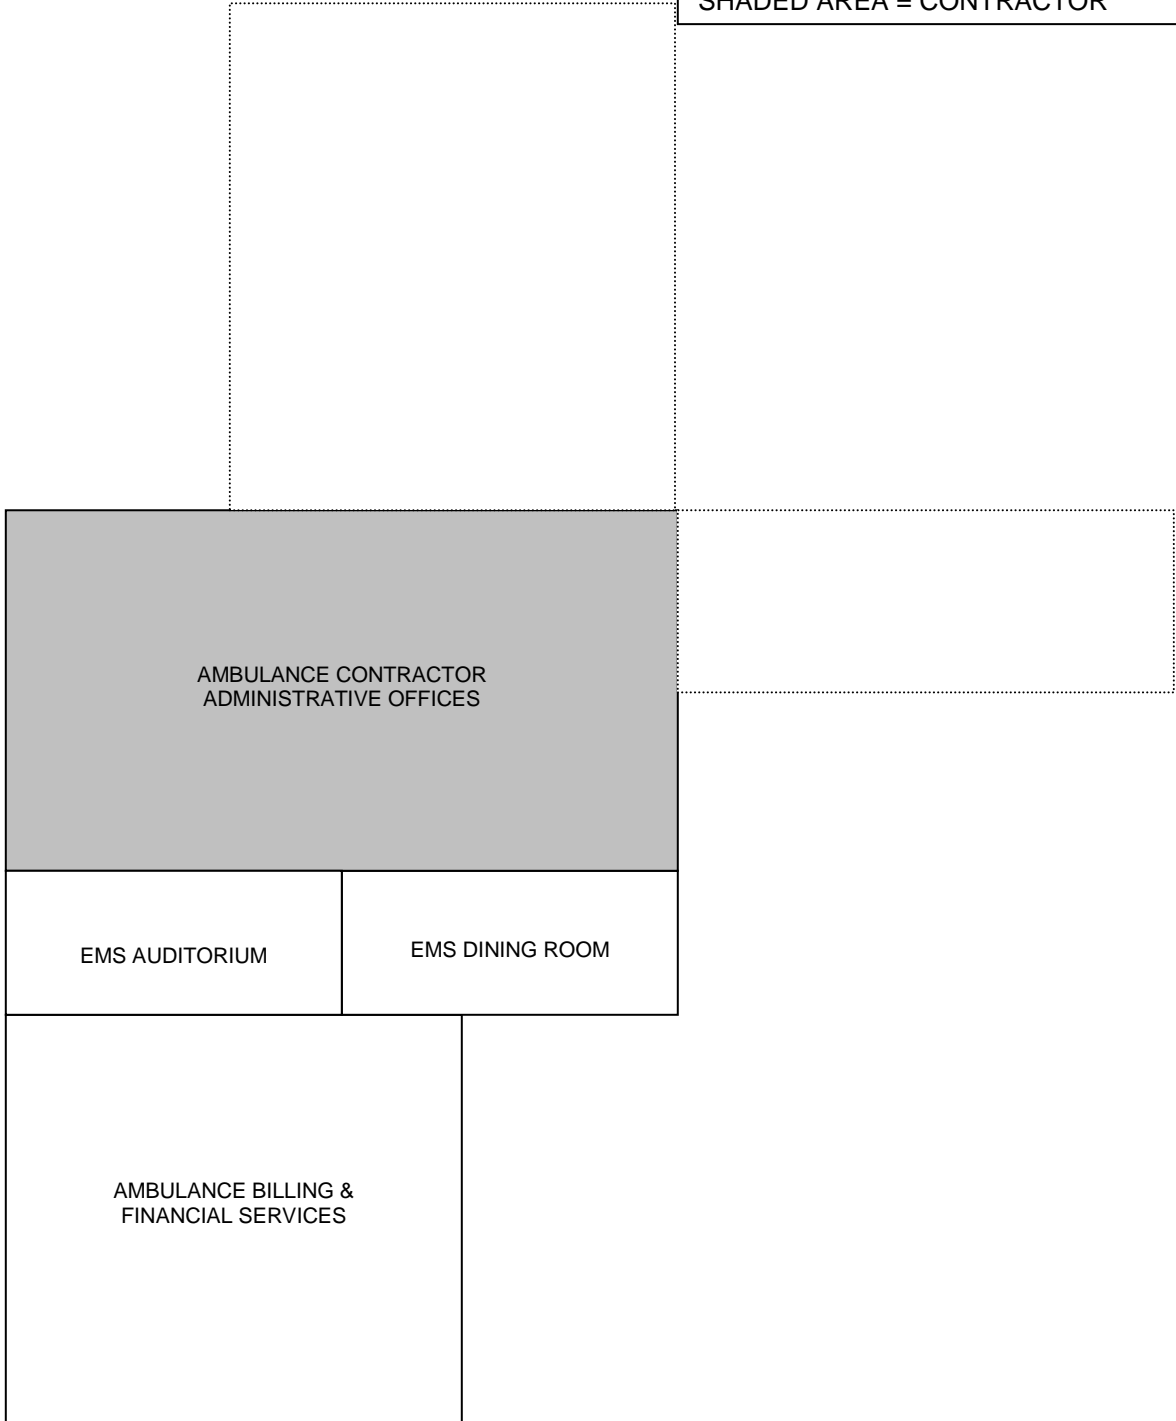 SHADED AREA = CONTRACTOR
AMBULANCE CONTRACTOR
ADMINISTRATIVE OFFICES
EMS AUDITORIUM
EMS DINING ROOM
AMBULANCE BILLING &
FINANCIAL SERVICES